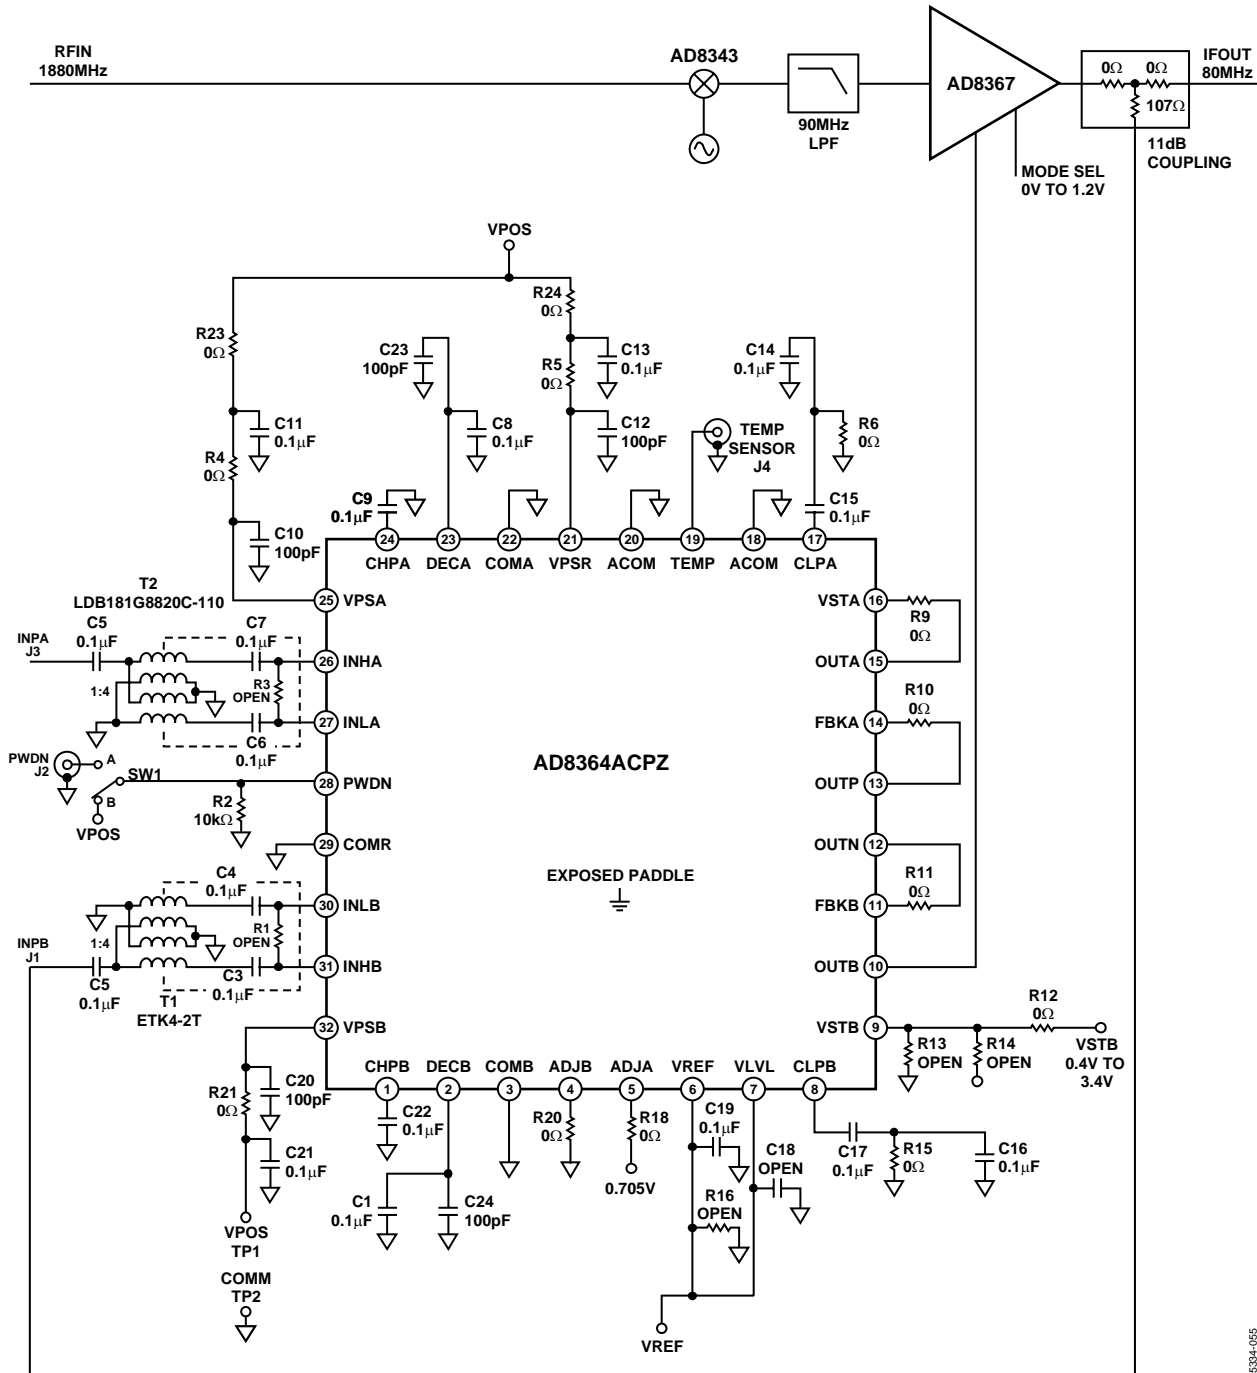 RFIN
1880MHz
AD8343
90MHz
LPF
AD8367
MODE SEL
0V TO 1.2V
0Ω
0Ω
107Ω
11dB
COUPLING
IFOUT
80MHz
VPOS
R23
0Ω
C11
0.1µF
R4
0Ω
C10
100pF
C23
100pF
C8
0.1µF
C9
0.1µF
R24
0Ω
C13
0.1µF
R5
0Ω
C12
100pF
TEMP
SENSOR
J4
C14
0.1µF
R6
0Ω
C15
0.1µF
24
23
22
21
20
19
18
17
CHPA
DECA
COMA
VPSR
ACOM
TEMP
ACOM
CLPA
T2
LDB181G8820C-110
INPA
J3
C5
0.1µF
C7
0.1µF
1:4
R3
OPEN
C6
0.1µF
PWDN
J2
A
SW1
B
VPOS
R2
10kΩ
C4
0.1µF
INPB
J1
1:4
R1
OPEN
C5
0.1µF
C3
0.1µF
T1
ETK4-2T
25 VPSA
26 INHA
27 INLA
28 PWDN
29 COMR
30 INLB
31 INHB
32 VPSB
AD8364ACPZ
EXPOSED PADDLE
VSTA 16
R9
0Ω
OUTA 15
R10
0Ω
FBKA 14
OUTP 13
OUTN 12
R11
0Ω
FBKB 11
OUTB 10
VSTB 9
R12
0Ω
R13
OPEN
R14
OPEN
VSTB
0.4V TO
3.4V
CHPB
DECB
COMB
ADJB
ADJA
VREF
VLVL
CLPB
1
2
3
4
5
6
7
8
R21
0Ω
C20
100pF
C21
0.1µF
VPOS
TP1
COMM
TP2
C22
0.1µF
C1
0.1µF
C24
100pF
R20
0Ω
R18
0Ω
0.705V
C19
0.1µF
C18
OPEN
R16
OPEN
VREF
C17
0.1µF
R15
0Ω
C16
0.1µF
5334-055